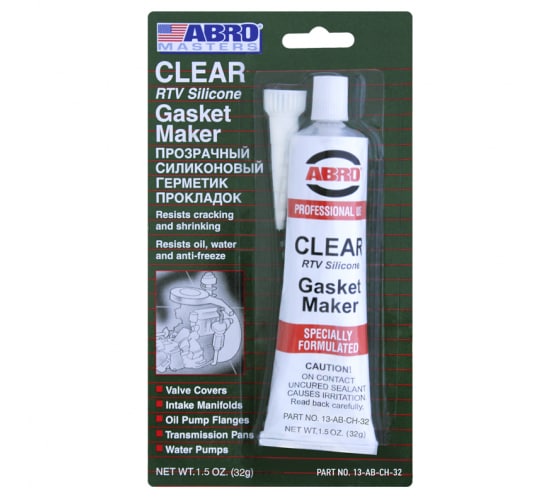 ABRO
MASTERS
CLEAR
RTV Silicone
Gasket
Maker
ПРОЗРАЧНЫЙ
СИЛИКОНОВЫЙ
ГЕРМЕТИК
ПРОКЛАДОК
Resists cracking
and shrinking
Resists oil, water
and anti-freeze
Valve Covers
Intake Manifolds
Oil Pump Flanges
Transmission Pans
Water Pumps
NET WT. 1.5 OZ. (32g)
PART NO. 13-AB-CH-32
ABRO
PROFESSIONAL US
CLEAR
RTV Silicone
Gasket
Maker
SPECIALLY
FORMULATED
CAUTION!
ON CONTACT
UNCURED SEALANT
CAUSES IRRITATION
Read back carefully.
PART NO. 13-AB-CH-32
NET WT. 1.5 OZ. (32g)